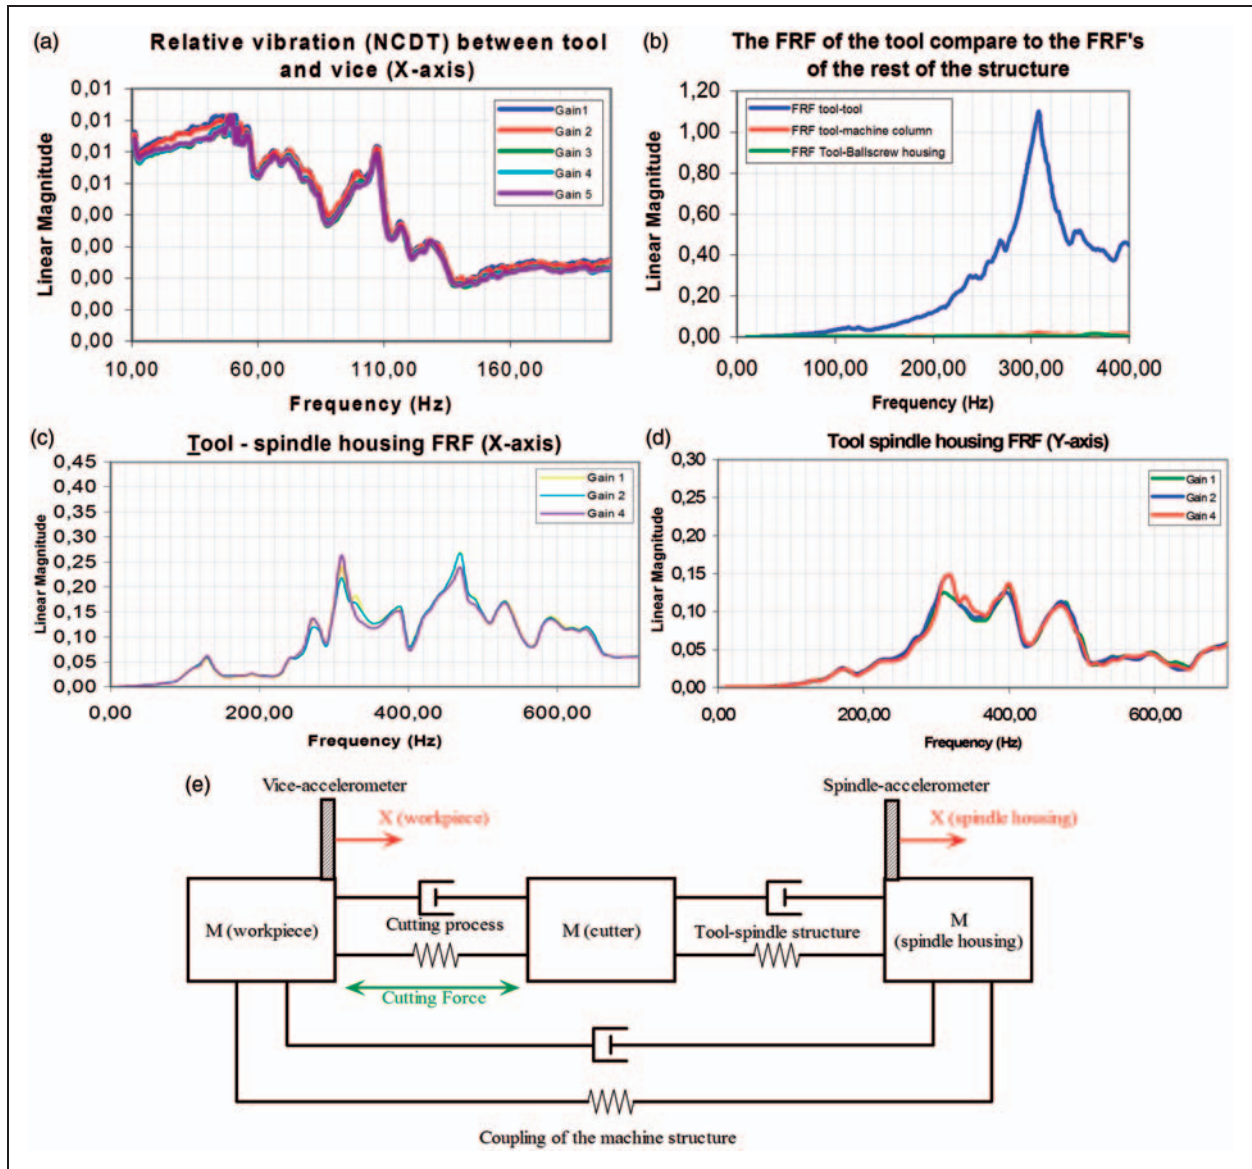 (a)
Relative vibration (NCDT) between tool
and vice (X-axis)
0,01
0,01
0,01
0,01
0,00
0,00
0,00
0,00
0,00
Linear Magnitude
Gain1
Gain 2
Gain 3
Gain 4
Gain 5
10,00
60,00
110,00
160,00
Frequency (Hz)
(b)
The FRF of the tool compare to the FRF's
of the rest of the structure
1,20
1,00
0,80
0,60
0,40
0,20
0,00
Linear Magnitude
FRF tool-tool
FRF tool-machine column
FRF Tool-Ballscrew housing
0,00
100,00
200,00
300,00
400,00
Frequency (Hz)
(c)
Tool - spindle housing FRF (X-axis)
0,45
0,40
0,35
0,30
0,25
0,20
0,15
0,10
0,05
0,00
Linear Magnitude
Gain 1
Gain 2
Gain 4
0,00
200,00
400,00
600,00
Frequency (Hz)
(d)
Tool spindle housing FRF (Y-axis)
0,30
0,25
0,20
0,15
0,10
0,05
0,00
Linear Magnitude
Gain 1
Gain 2
Gain 4
0,00
200,00
400,00
600,00
Frequency (Hz)
(e)
Vice-accelerometer
X (workpiece)
Spindle-accelerometer
X (spindle housing)
M (workpiece)
Cutting process
Cutting Force
M (cutter)
Tool-spindle structure
M
(spindle housing)
Coupling of the machine structure